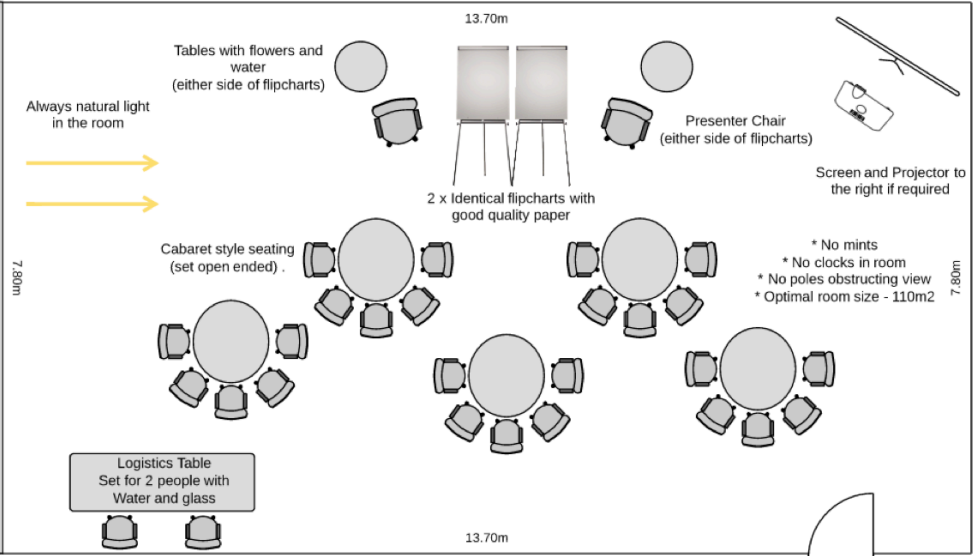 13.70m
Tables with flowers and
water
(either side of flipcharts)
Always natural light
in the room
Presenter Chair
(either side of flipcharts)
Screen and Projector to
the right if required
2 x Identical flipcharts with
good quality paper
Cabaret style seating
(set open ended) .
* No mints
* No clocks in room
* No poles obstructing view
* Optimal room size - 110m2
7.80m
7.80m
Logistics Table
Set for 2 people with
Water and glass
13.70m